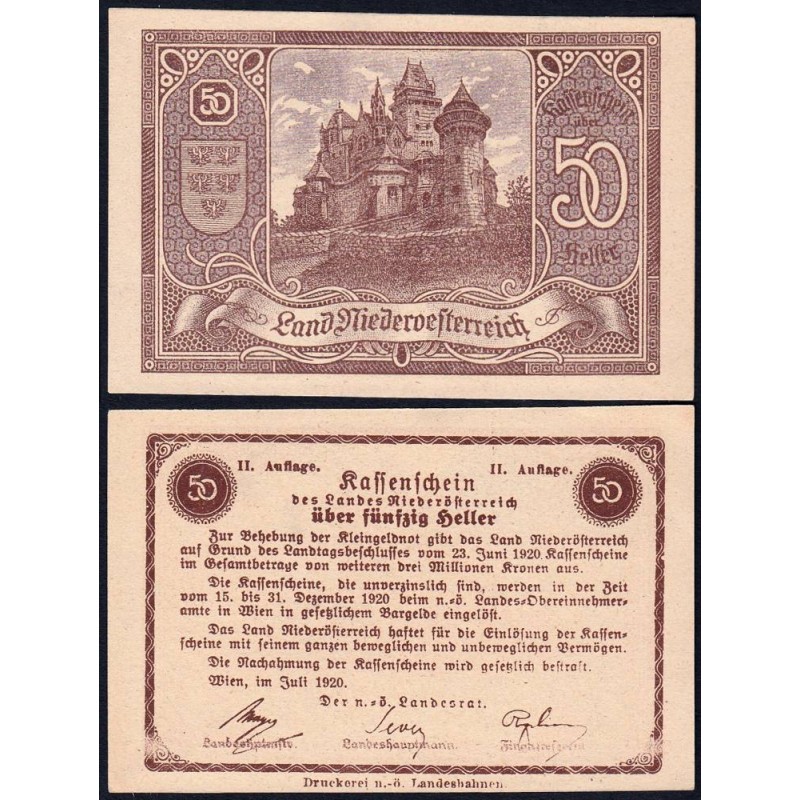 50
Kassenschein
über
50
Heller
Land Niederoesterreich
50
II. Auflage.
II. Auflage.
50
Kassenschein
des Landes Niederösterreich
über fünfzig Heller
Zur Behebung der Kleingeldnot gibt das Land Niederösterreich
auf Grund des Landtagsbeschlusses vom 23. Juni 1920 Kassenscheine
im Gesamtbetrage von weiteren drei Millionen Kronen aus.
Die Kassenscheine, die unverzinslich sind, werden in der Zeit
vom 15. bis 31. Dezember 1920 beim n.-ö. Landes-Obereinnehmer-
amte in Wien in gesetzlichem Bargelde eingelöst.
Das Land Niederösterreich haftet für die Einlösung der Kassen-
scheine mit seinem ganzen beweglichen und unbeweglichen Vermögen.
Die Nachahmung der Kassenscheine wird gesetzlich bestraft.
Wien, im Juli 1920.
Der n.-ö. Landesrat.
Sever
Landeshauptmann.
Druckerei n.-ö. Landesbahnen.